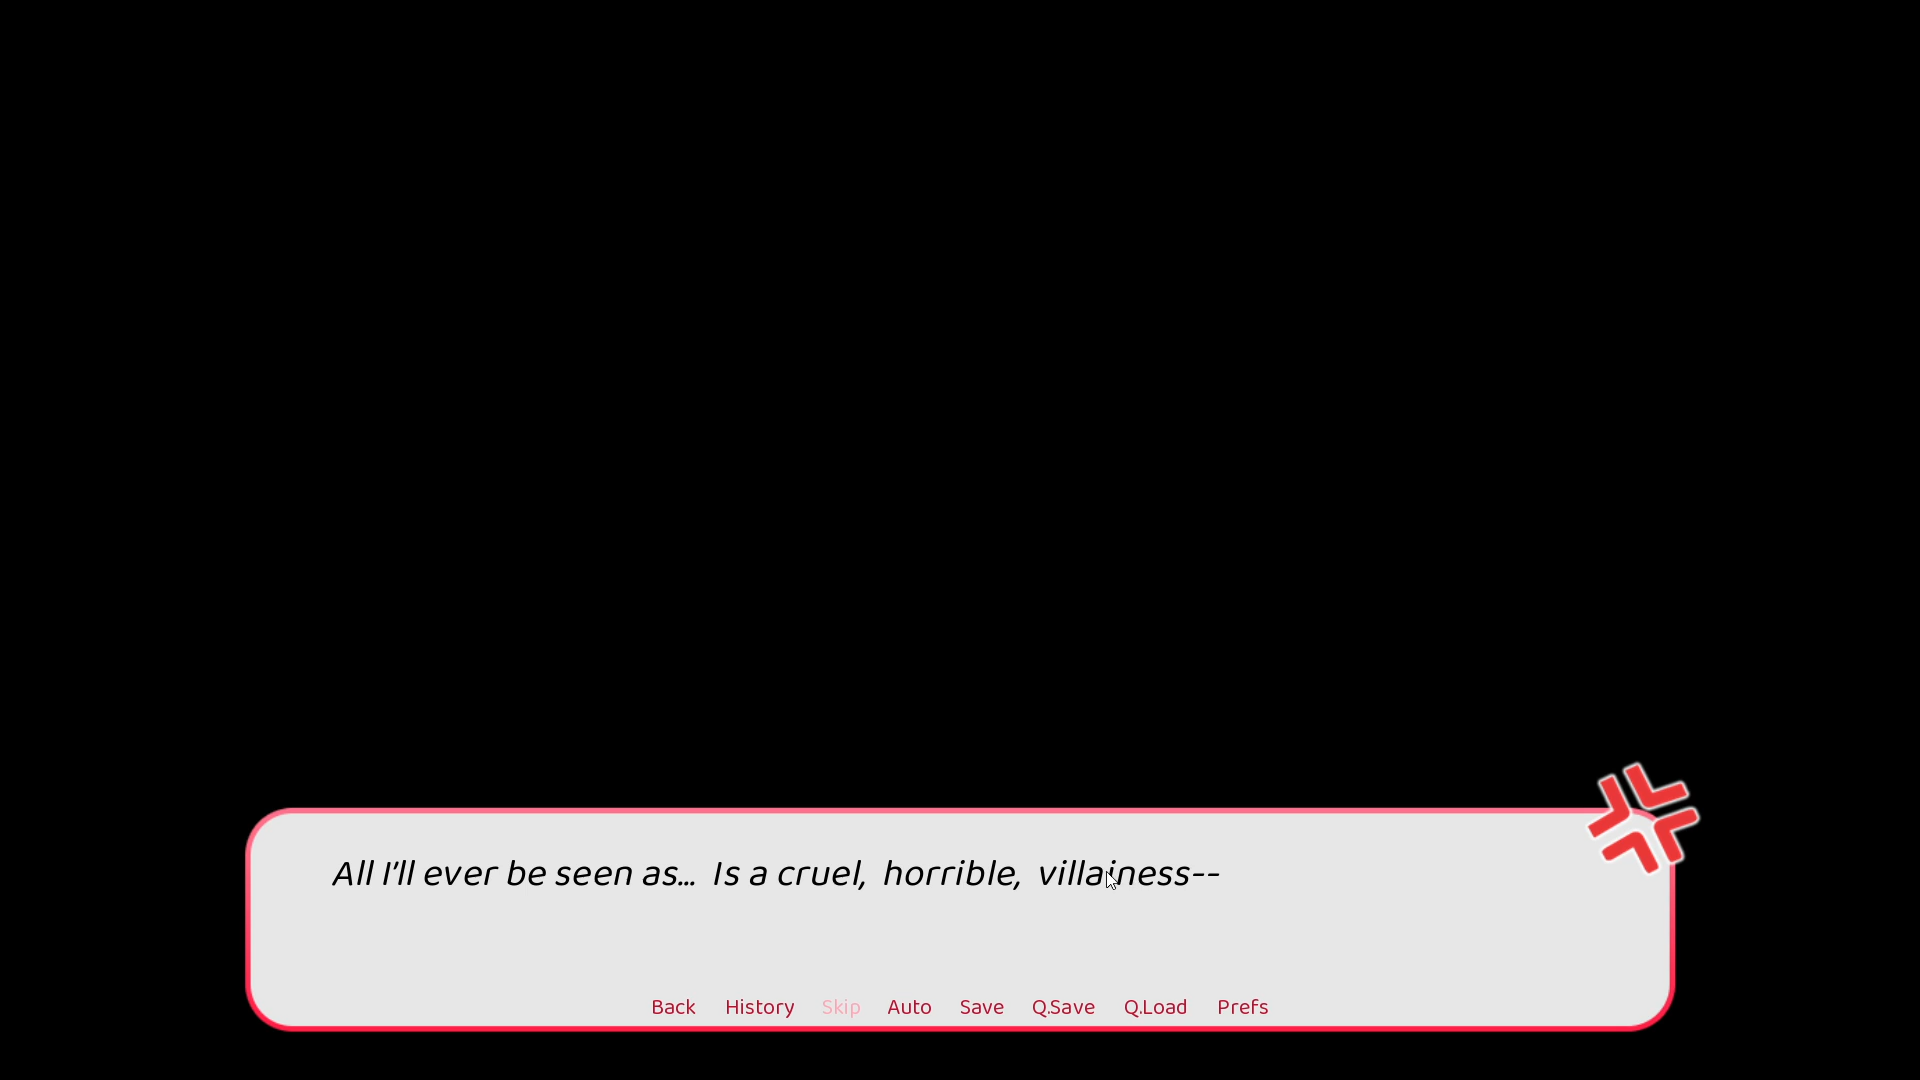 All I'll ever be seen as... Is a cruel, horrible, villainess--
Back History Skip Auto Save Q.Save Q.Load Prefs